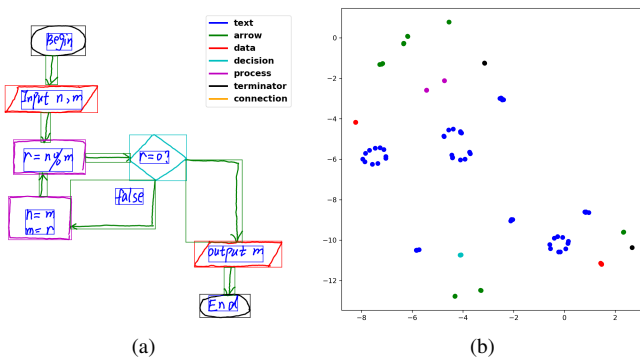 Begin
Input n, m
r = n % m
r = 0 ?
false
n = m
m = r
output m
End
text
arrow
data
decision
process
terminator
connection
(a)
0
−2
−4
−6
−8
−10
−12
−8
−6
−4
−2
0
2
(b)